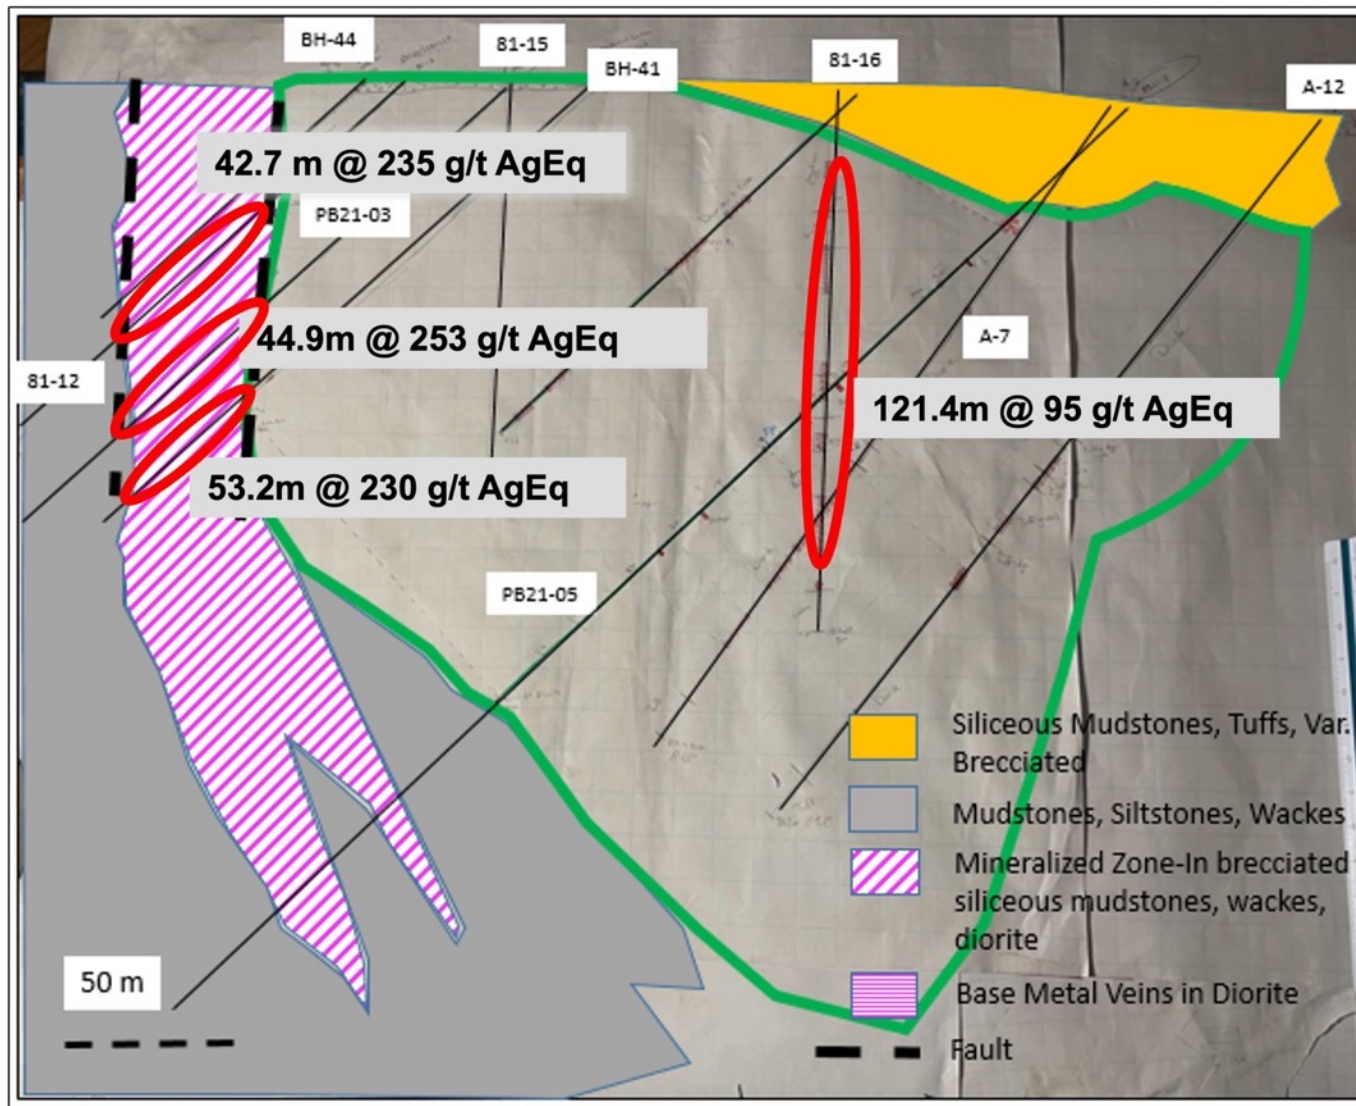 BH-44
81-15
BH-41
81-16
A-12
42.7 m @ 235 g/t AgEq
PB21-03
44.9m @ 253 g/t AgEq
A-7
81-12
121.4m @ 95 g/t AgEq
53.2m @ 230 g/t AgEq
PB21-05
Siliceous Mudstones, Tuffs, Var.
Brecciated
Mudstones, Siltstones, Wackes
Mineralized Zone-In brecciated
siliceous mudstones, wackes,
diorite
50 m
Base Metal Veins in Diorite
Fault